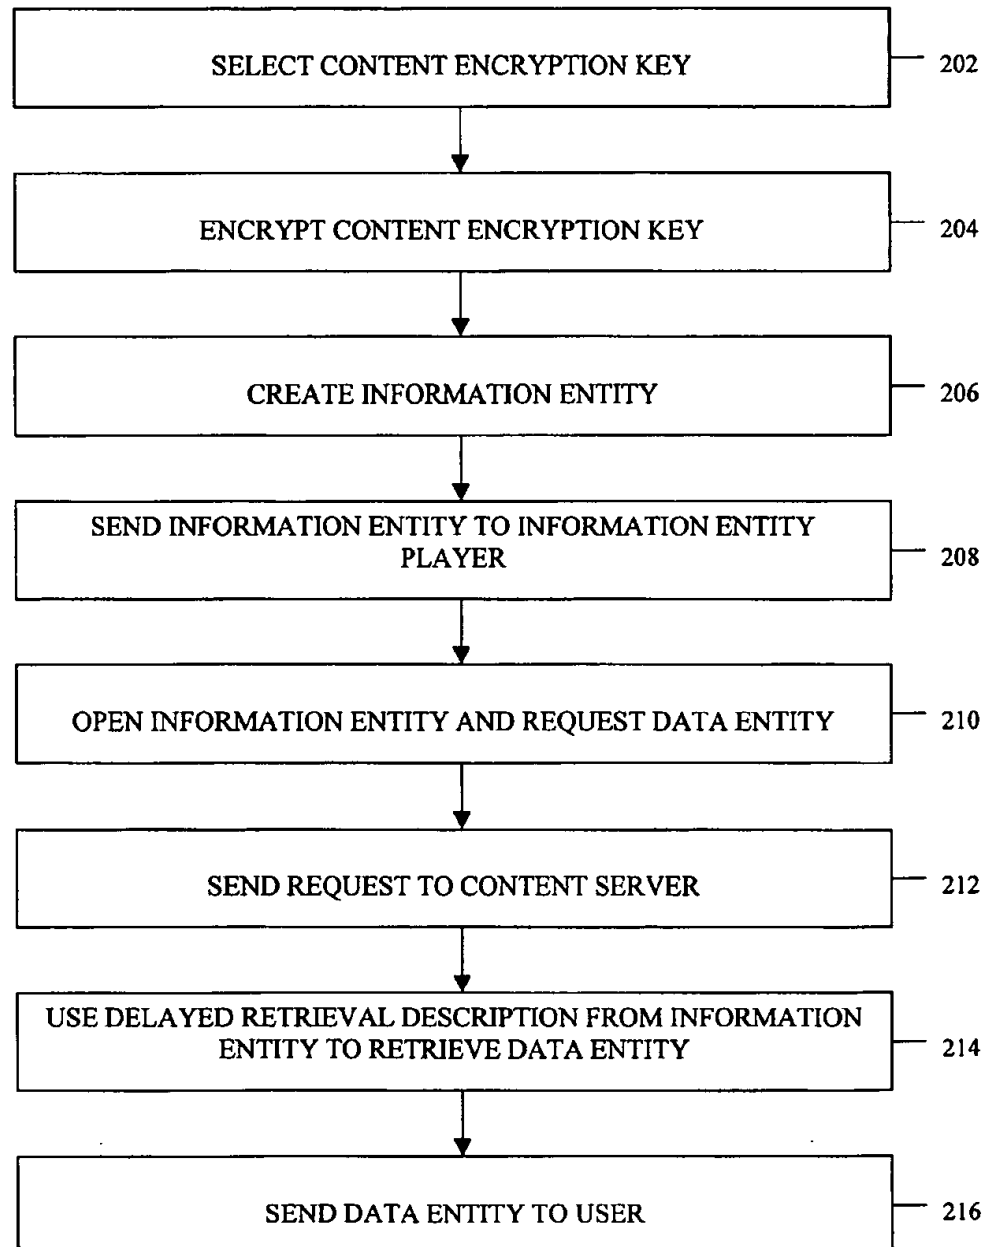 SELECT CONTENT ENCRYPTION KEY
202
ENCRYPT CONTENT ENCRYPTION KEY
204
CREATE INFORMATION ENTITY
206
SEND INFORMATION ENTITY TO INFORMATION ENTITY
PLAYER
208
OPEN INFORMATION ENTITY AND REQUEST DATA ENTITY
210
SEND REQUEST TO CONTENT SERVER
212
USE DELAYED RETRIEVAL DESCRIPTION FROM INFORMATION
ENTITY TO RETRIEVE DATA ENTITY
214
SEND DATA ENTITY TO USER
216